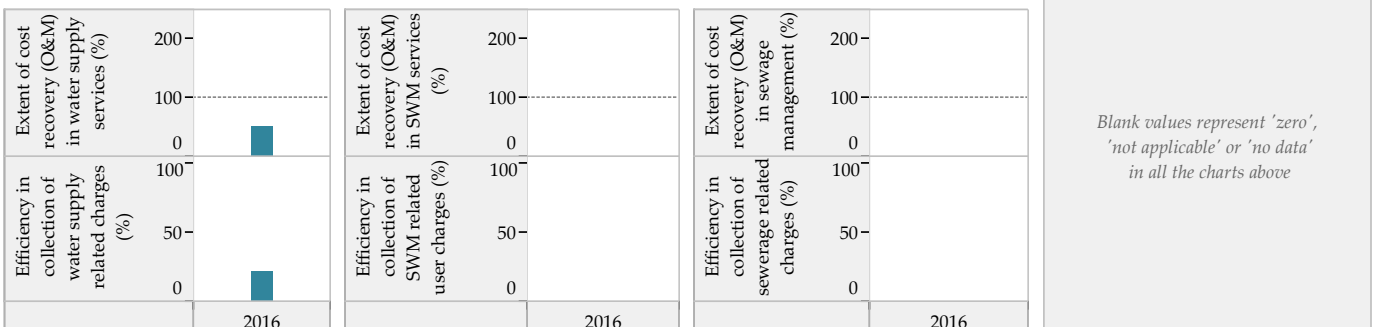 Extent of cost
recovery (O&M)
in water supply
services (%)
200
100
0
Efficiency in
collection of
water supply
related charges
(%)
100
50
0
2016
Extent of cost
recovery (O&M)
in SWM services
(%)
200
100
0
Efficiency in
collection of
SWM related
user charges (%)
100
50
0
2016
Extent of cost
recovery (O&M)
in sewage
management (%)
200
100
0
Efficiency in
collection of
sewerage related
charges (%)
100
50
0
2016
Blank values represent 'zero',
'not applicable' or 'no data'
in all the charts above